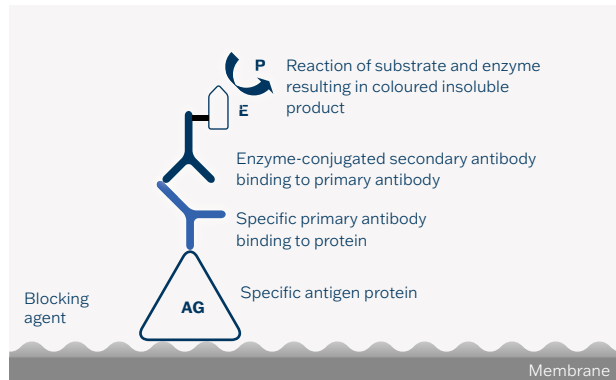 P
Reaction of substrate and enzyme
resulting in coloured insoluble
product
E
Enzyme-conjugated secondary antibody
binding to primary antibody
Specific primary antibody
binding to protein
Specific antigen protein
AG
Blocking
agent
Membrane